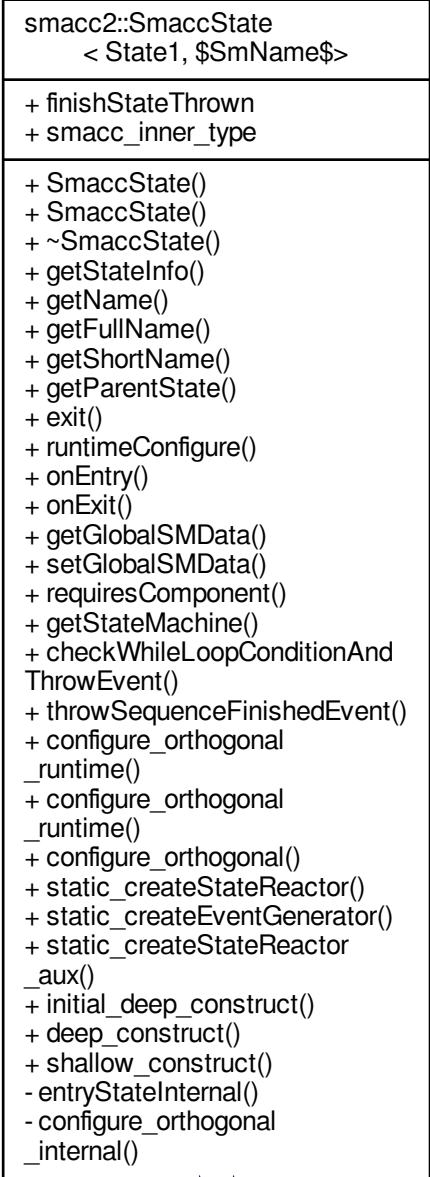 smacc2::SmaccState
< State1, $SmName$>
+ finishStateThrown
+ smacc_inner_type
+ SmaccState()
+ SmaccState()
+ ~SmaccState()
+ getStateInfo()
+ getName()
+ getFullName()
+ getShortName()
+ getParentState()
+ exit()
+ runtimeConfigure()
+ onEntry()
+ onExit()
+ getGlobalSMData()
+ setGlobalSMData()
+ requiresComponent()
+ getStateMachine()
+ checkWhileLoopConditionAnd
ThrowEvent()
+ throwSequenceFinishedEvent()
+ configure_orthogonal
_runtime()
+ configure_orthogonal
_runtime()
+ configure_orthogonal()
+ static_createStateReactor()
+ static_createEventGenerator()
+ static_createStateReactor
_aux()
+ initial_deep_construct()
+ deep_construct()
+ shallow_construct()
- entryStateInternal()
- configure_orthogonal
_internal()